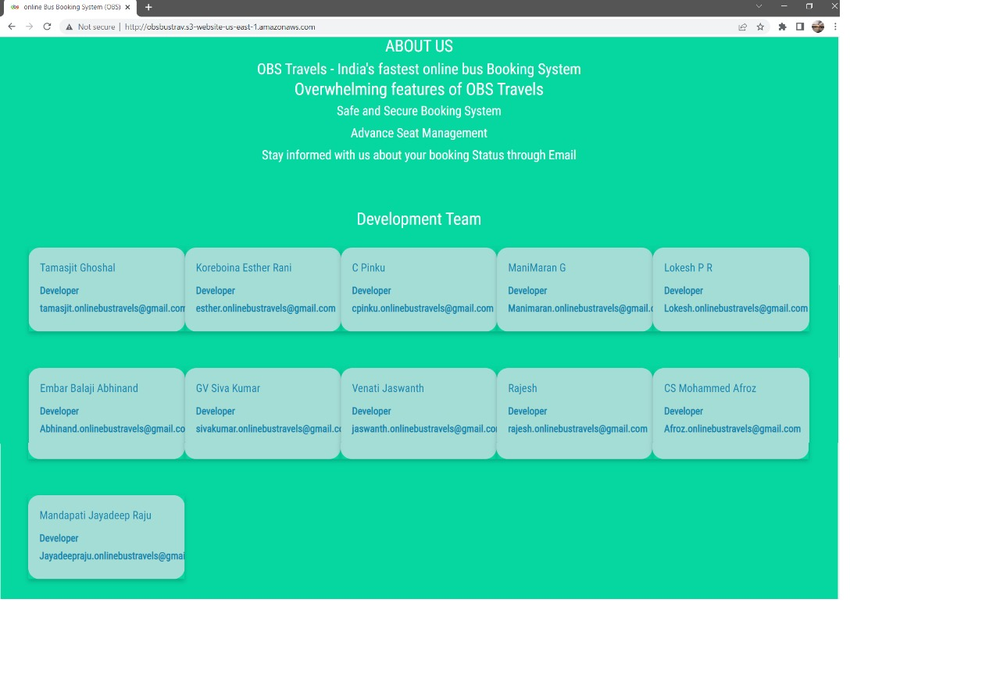 obs online Bus Booking System (OBS)
Not secure | http://obsbustrav.s3-website-us-east-1.amazonaws.com
ABOUT US
OBS Travels - India's fastest online bus Booking System
Overwhelming features of OBS Travels
Safe and Secure Booking System
Advance Seat Management
Stay informed with us about your booking Status through Email
Development Team
Tamasjit Ghoshal
Developer
tamasjit.onlinebustravels@gmail.com
Koreboina Esther Rani
Developer
esther.onlinebustravels@gmail.com
C Pinku
Developer
cpinku.onlinebustravels@gmail.com
ManiMaran G
Developer
Manimaran.onlinebustravels@gmail.c
Lokesh P R
Developer
Lokesh.onlinebustravels@gmail.com
Embar Balaji Abhinand
Developer
Abhinand.onlinebustravels@gmail.co
GV Siva Kumar
Developer
sivakumar.onlinebustravels@gmail.co
Venati Jaswanth
Developer
jaswanth.onlinebustravels@gmail.co
Rajesh
Developer
rajesh.onlinebustravels@gmail.com
CS Mohammed Afroz
Developer
Afroz.onlinebustravels@gmail.com
Mandapati Jayadeep Raju
Developer
Jayadeepraju.onlinebustravels@gmai